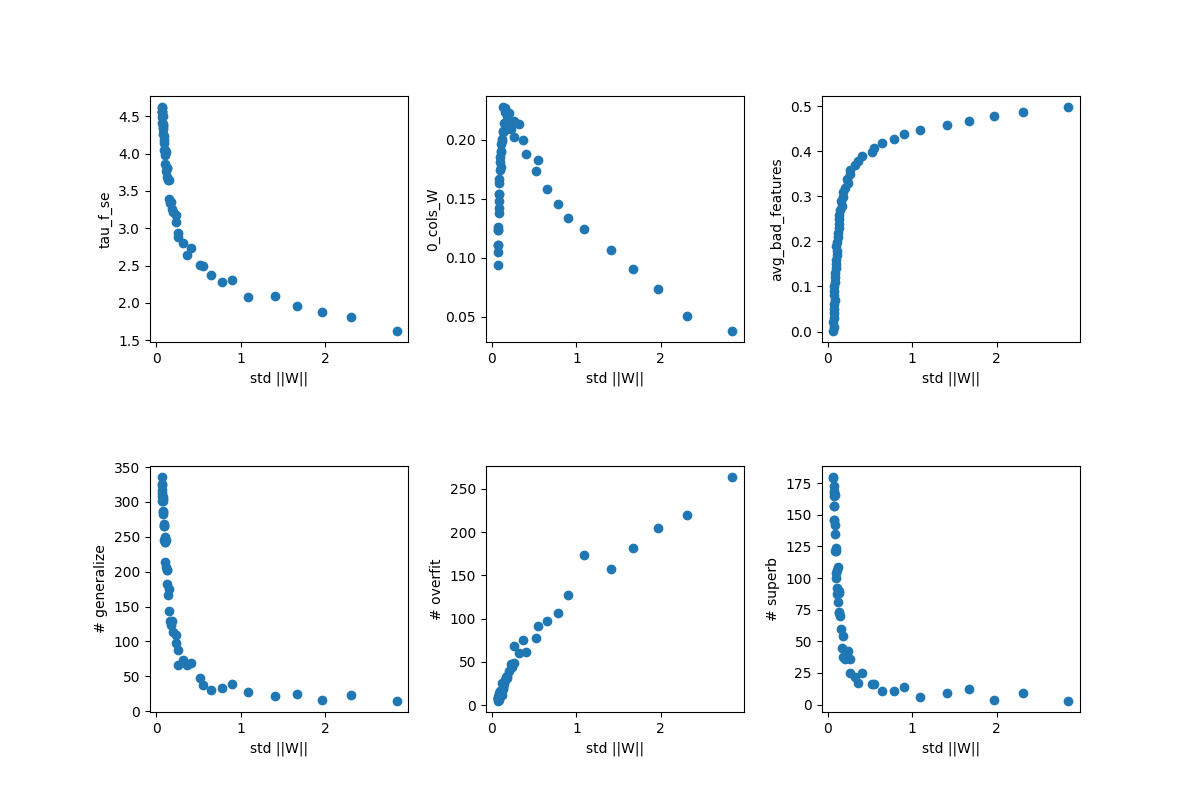 tau_f_se
4.5
4.0
3.5
3.0
2.5
2.0
1.5
0 1 2
std ||W||
0_cols_W
0.20
0.15
0.10
0.05
0 1 2
std ||W||
avg_bad_features
0.5
0.4
0.3
0.2
0.1
0.0
0 1 2
std ||W||
# generalize
350
300
250
200
150
100
50
0
0 1 2
std ||W||
# overfit
250
200
150
100
50
0
0 1 2
std ||W||
# superb
175
150
125
100
75
50
25
0
0 1 2
std ||W||